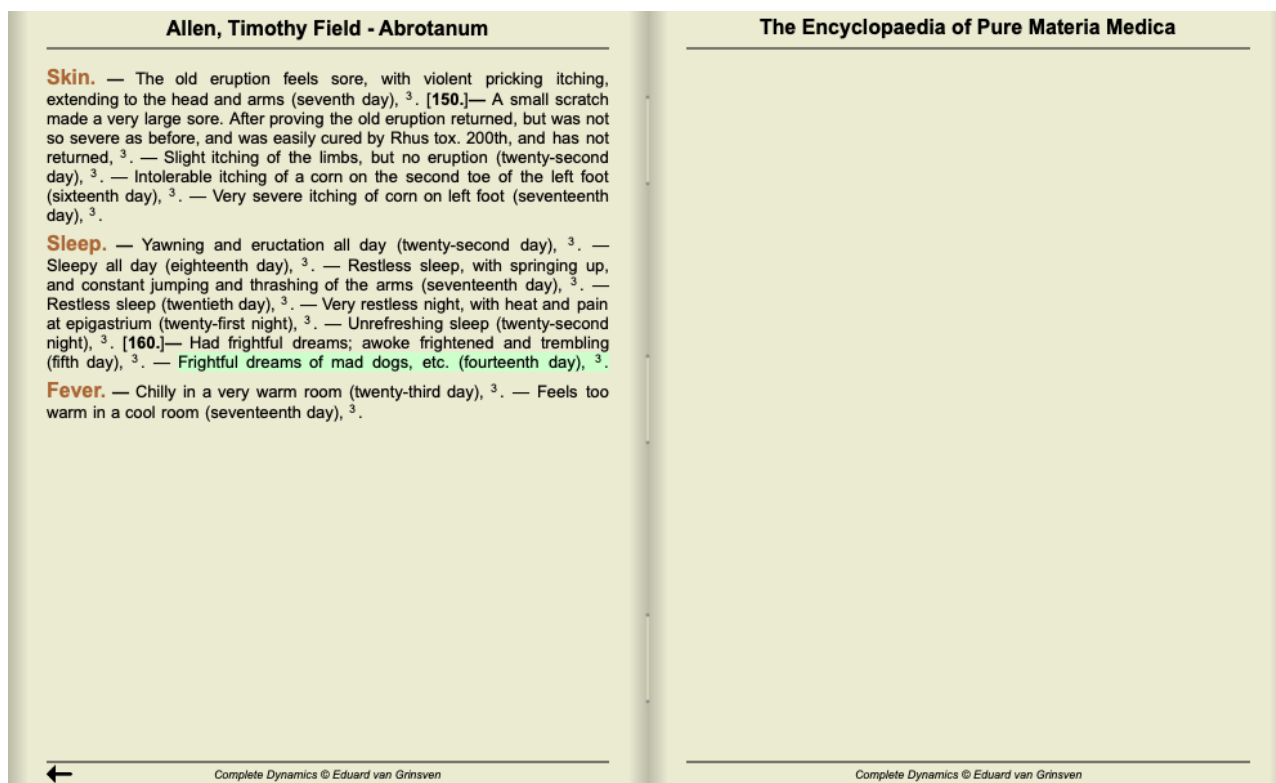 Allen, Timothy Field - Abrotanum
Skin. — The old eruption feels sore, with violent pricking itching,
extending to the head and arms (seventh day), ³. [150.]— A small scratch
made a very large sore. After proving the old eruption returned, but was not
so severe as before, and was easily cured by Rhus tox. 200th, and has not
returned, ³. — Slight itching of the limbs, but no eruption (twenty-second
day), ³. — Intolerable itching of a corn on the second toe of the left foot
(sixteenth day), ³. — Very severe itching of corn on left foot (seventeenth
day), ³.
Sleep. — Yawning and eructation all day (twenty-second day), ³. —
Sleepy all day (eighteenth day), ³. — Restless sleep, with springing up,
and constant jumping and thrashing of the arms (seventeenth day), ³. —
Restless sleep (twentieth day), ³. — Very restless night, with heat and pain
at epigastrium (twenty-first night), ³. — Unrefreshing sleep (twenty-second
night), ³. [160.]— Had frightful dreams; awoke frightened and trembling
(fifth day), ³. — Frightful dreams of mad dogs, etc. (fourteenth day), ³.
Fever. — Chilly in a very warm room (twenty-third day), ³. — Feels too
warm in a cool room (seventeenth day), ³.
Complete Dynamics © Eduard van Grinsven
The Encyclopaedia of Pure Materia Medica
Complete Dynamics © Eduard van Grinsven